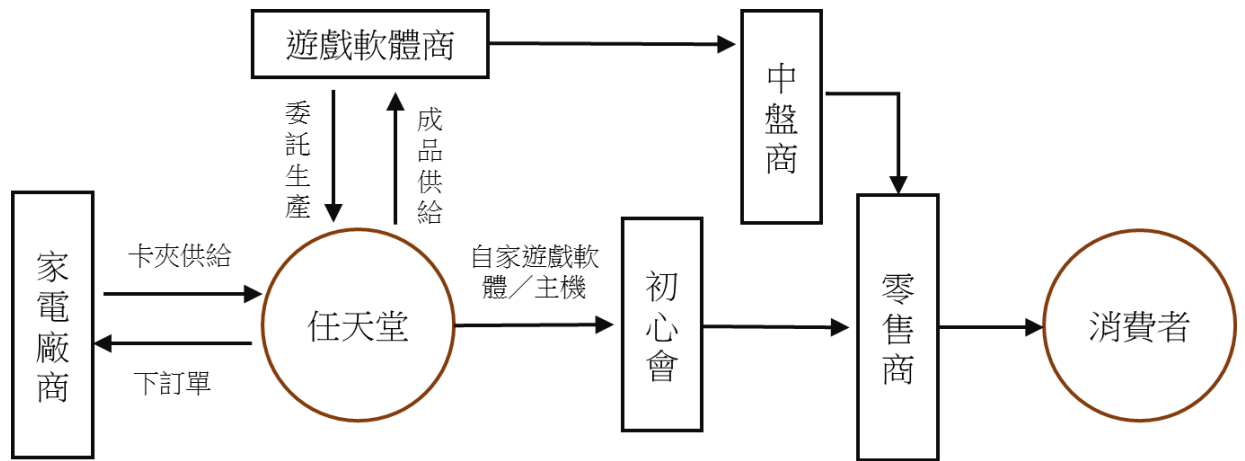 遊戲軟體商
中盤商
委託生產
成品供給
家電廠商
卡夾供給
下訂單
任天堂
自家遊戲軟
體／主機
初心會
零售商
消費者